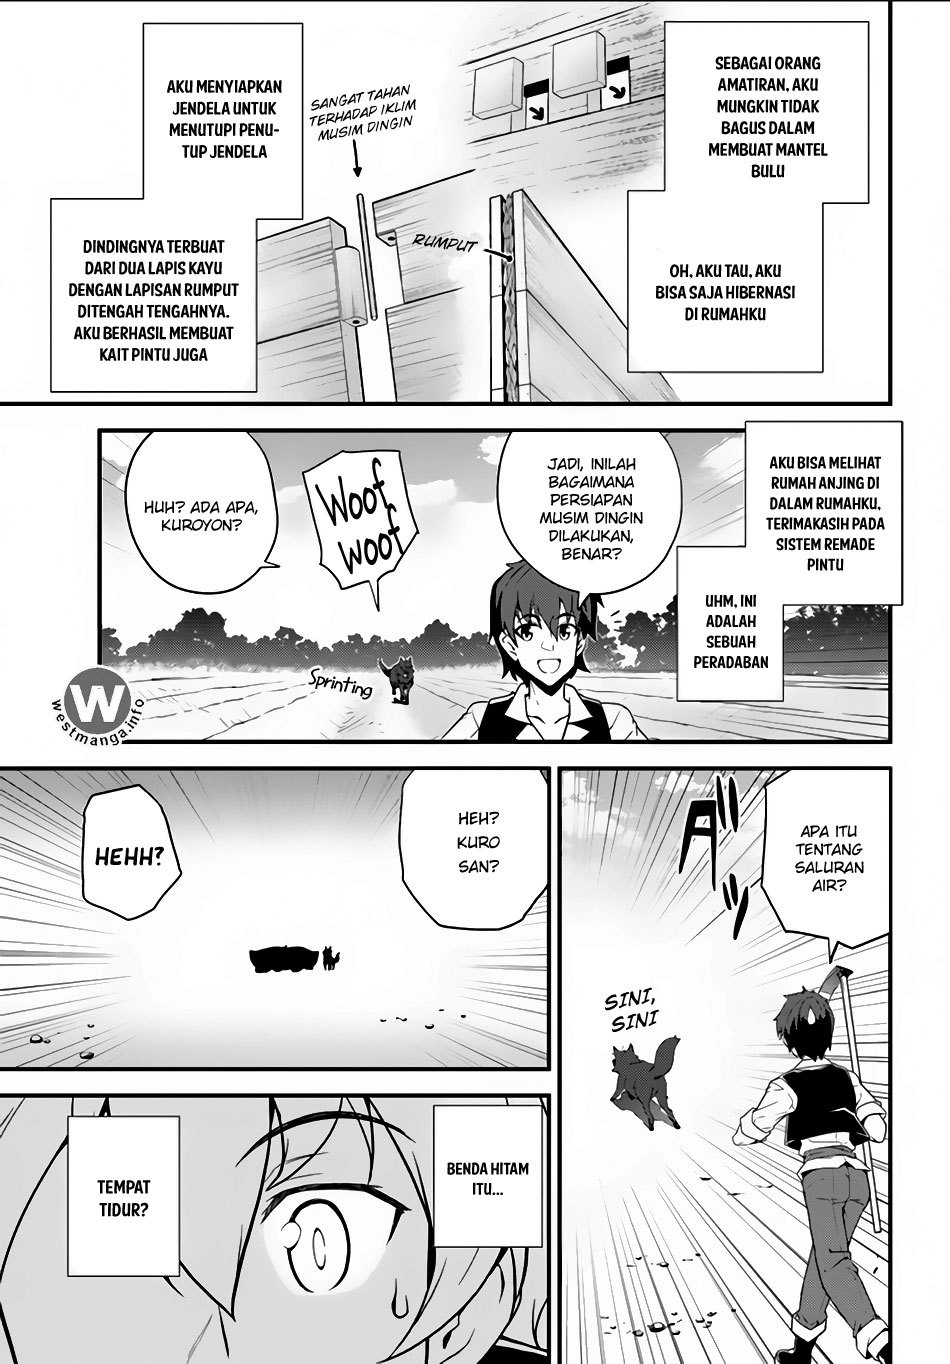 SEBAGAI ORANG
AMATIRAN, AKU
MUNGKIN TIDAK
BAGUS DALAM
MEMBUAT MANTEL
BULU
OH, AKU TAU, AKU
BISA SAJA HIBERNASI
DI RUMAHKU
SANGAT TAHAN
TERHADAP IKLIM
MUSIM DINGIN
RUMPUT
AKU MENYIAPKAN
JENDELA UNTUK
MENUTUPI PENU-
TUP JENDELA
DINDINGNYA TERBUAT
DARI DUA LAPIS KAYU
DENGAN LAPISAN RUMPUT
DITENGAH TENGAHNYA.
AKU BERHASIL MEMBUAT
KAIT PINTU JUGA
AKU BISA MELIHAT
RUMAH ANJING DI
DALAM RUMAHKU,
TERIMAKASIH PADA
SISTEM REMADE
PINTU
UHM, INI
ADALAH
SEBUAH
PERADABAN
JADI, INILAH
BAGAIMANA
PERSIAPAN
MUSIM DINGIN
DILAKUKAN,
BENAR?
Woof
woof
HUH? ADA APA,
KUROYON?
Sprinting
W
westmanga.info
APA ITU
TENTANG
SALURAN
AIR?
SINI,
SINI
HEH?
KURO
SAN?
HEHH?
BENDA HITAM
ITU...
TEMPAT
TIDUR?